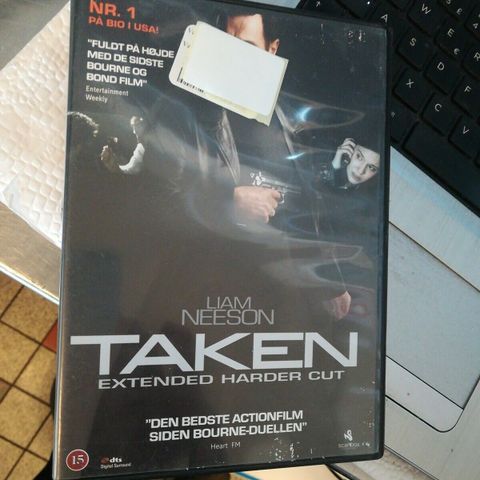 NR. 1
PÅ BIO I USA!
"FULDT PÅ HØJDE
MED DE SIDSTE
BOURNE OG
BOND FILM"
Entertainment
Weekly
LIAM
NEESON
TAKEN
EXTENDED HARDER CUT
"DEN BEDSTE ACTIONFILM
SIDEN BOURNE-DUELLEN"
Heart FM
15
dts
Digital Surround